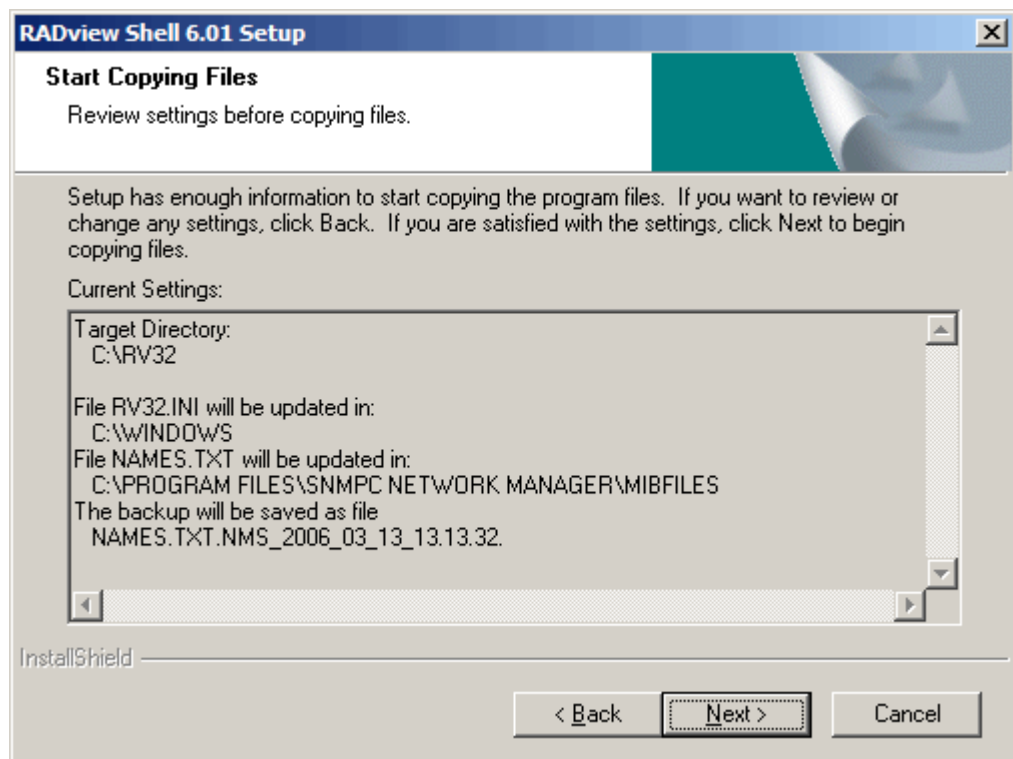 RADview Shell 6.01 Setup
Start Copying Files
Review settings before copying files.
Setup has enough information to start copying the program files.  If you want to review or
change any settings, click Back.  If you are satisfied with the settings, click Next to begin
copying files.
Current Settings:
Target Directory:
C:\RV32
File RV32.INI will be updated in:
C:\WINDOWS
File NAMES.TXT will be updated in:
C:\PROGRAM FILES\SNMPC NETWORK MANAGER\MIBFILES
The backup will be saved as file
NAMES.TXT.NMS_2006_03_13_13.13.32.
InstallShield
< Back
Next >
Cancel